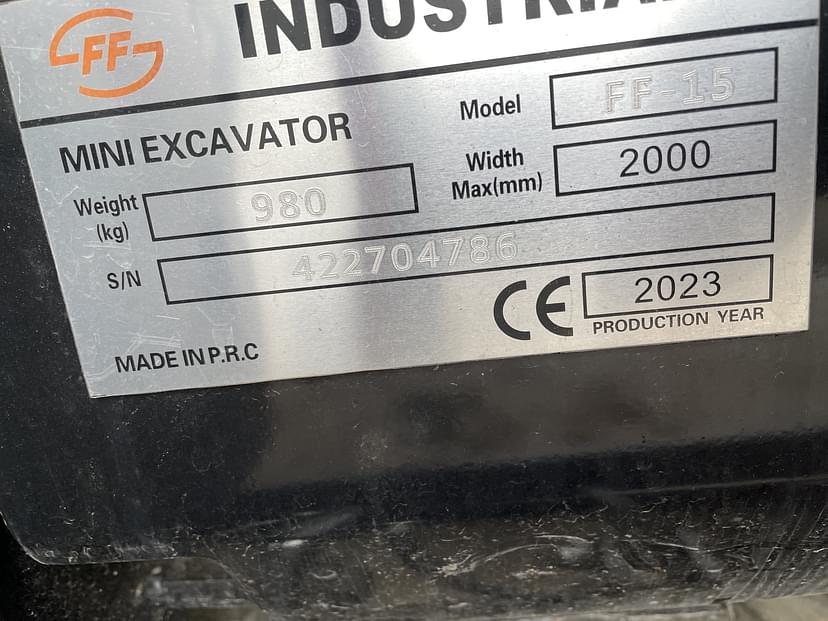 FF INDUSTRIAL
MINI EXCAVATOR
Model FF-15
Weight (kg) 980
Width Max(mm) 2000
S/N 422704786
CE 2023
PRODUCTION YEAR
MADE IN P.R.C